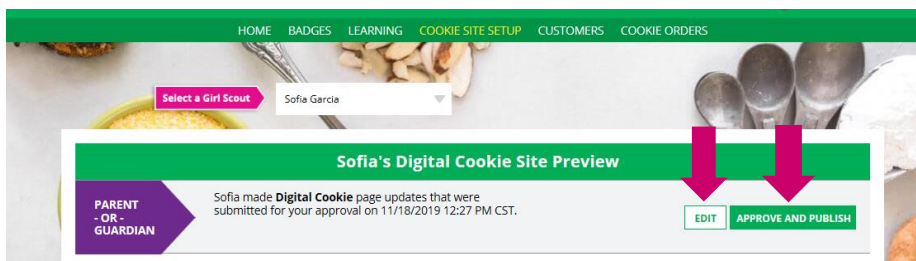 HOME BADGES LEARNING COOKIE SITE SETUP CUSTOMERS COOKIE ORDERS
Select a Girl Scout Sofia Garcia
Sofia's Digital Cookie Site Preview
PARENT
- OR -
GUARDIAN
Sofia made Digital Cookie page updates that were
submitted for your approval on 11/18/2019 12:27 PM CST.
EDIT APPROVE AND PUBLISH